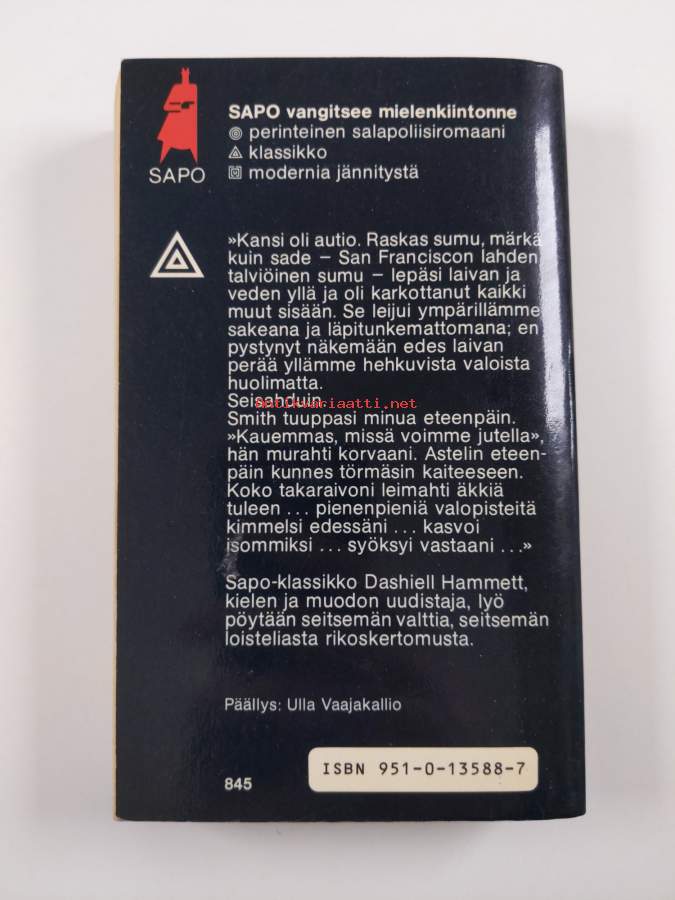 SAPO
SAPO vangitsee mielenkiintonne
perinteinen salapoliisiromaani
klassikko
modernia jännitystä
»Kansi oli autio. Raskas sumu, märkä
kuin sade – San Franciscon lahden
talviöinen sumu – lepäsi laivan ja
veden yllä ja oli karkottanut kaikki
muut sisään. Se leijui ympärillämme
sakeana ja läpitunkemattomana; en
pystynyt näkemään edes laivan
perää yllämme hehkuvista valoista
huolimatta.
Seisahduin.
antikvariaatti.net
Smith tuuppasi minua eteenpäin.
»Kauemmas, missä voimme jutella»,
hän murahti korvaani. Astelin eteen-
päin kunnes törmäsin kaiteeseen.
Koko takaraivoni leimahti äkkiä
tuleen ... pienenpieniä valopisteitä
kimmelsi edessäni ... kasvoi
isommiksi ... syöksyi vastaani ...»
Sapo-klassikko Dashiell Hammett,
kielen ja muodon uudistaja, lyö
pöytään seitsemän valttia, seitsemän
loisteliasta rikoskertomusta.
Päällys: Ulla Vaajakallio
ISBN 951-0-13588-7
845